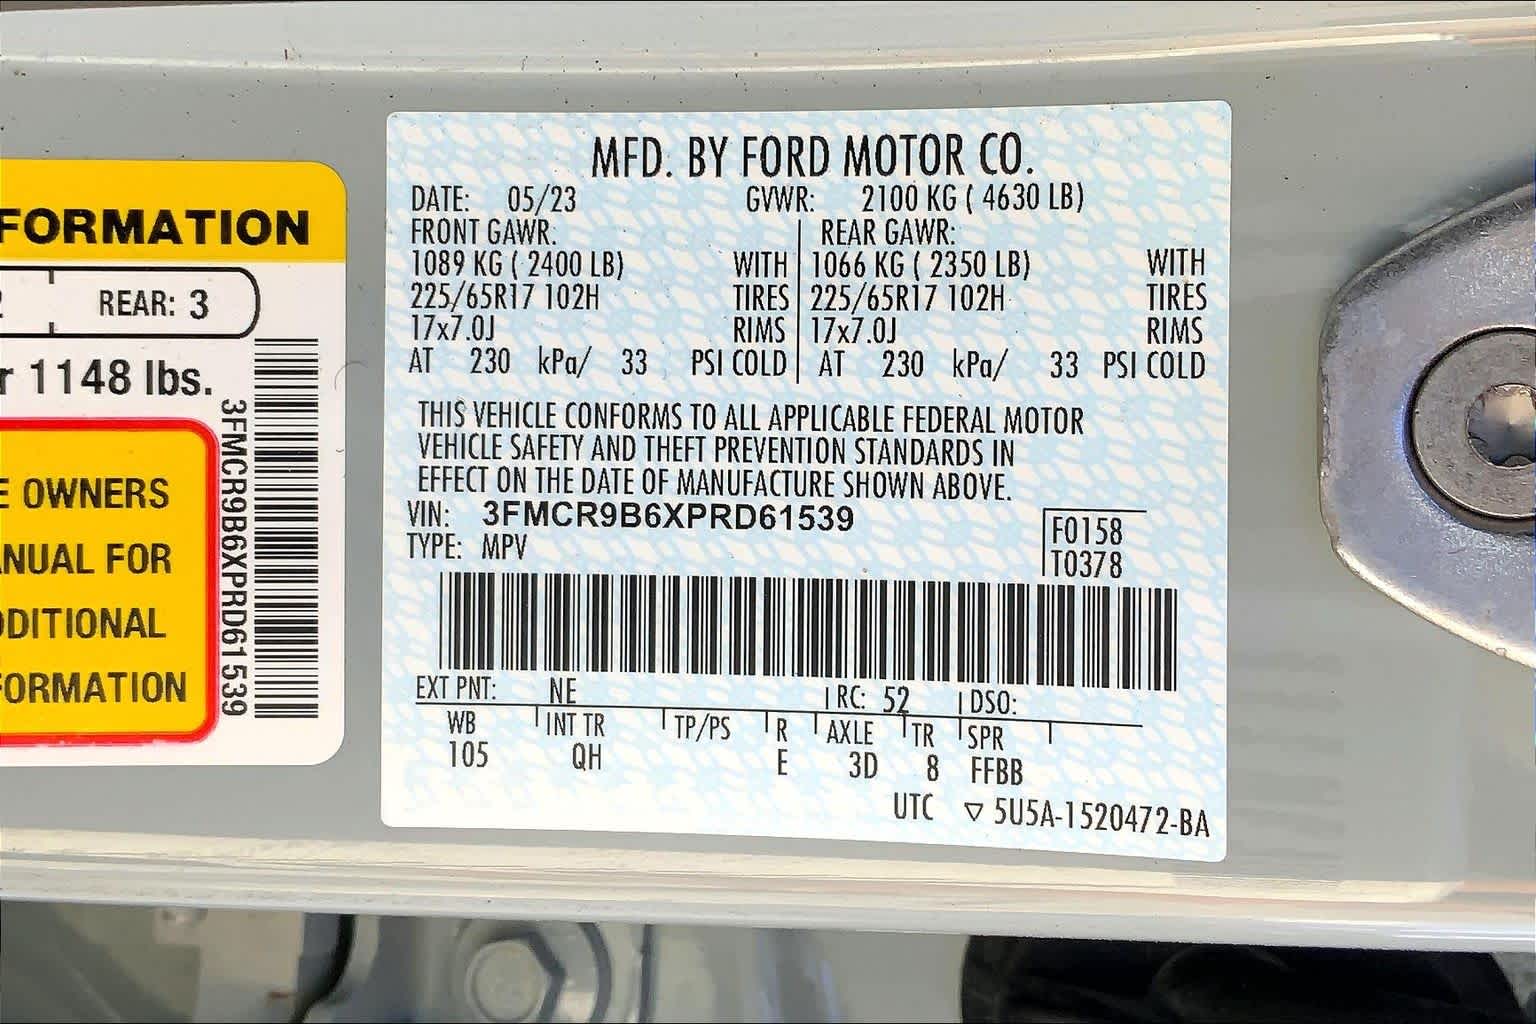 FORMATION
REAR: 3
r 1148 lbs.
E OWNERS
ANUAL FOR
DDITIONAL
FORMATION
3FMCR9B6XPRD61539
MFD. BY FORD MOTOR CO.
DATE: 05/23 GVWR: 2100 KG ( 4630 LB)
FRONT GAWR: REAR GAWR:
1089 KG ( 2400 LB) WITH 1066 KG ( 2350 LB) WITH
225/65R17 102H TIRES 225/65R17 102H TIRES
17x7.0J RIMS 17x7.0J RIMS
AT 230 kPa/ 33 PSI COLD AT 230 kPa/ 33 PSI COLD
THIS VEHICLE CONFORMS TO ALL APPLICABLE FEDERAL MOTOR
VEHICLE SAFETY AND THEFT PREVENTION STANDARDS IN
EFFECT ON THE DATE OF MANUFACTURE SHOWN ABOVE.
VIN: 3FMCR9B6XPRD61539
TYPE: MPV
F0158
T0378
EXT PNT: NE RC: 52 DSO:
WB INT TR TP/PS R AXLE TR SPR
105 QH E 3D 8 FFBB
UTC ▽ 5U5A-1520472-BA